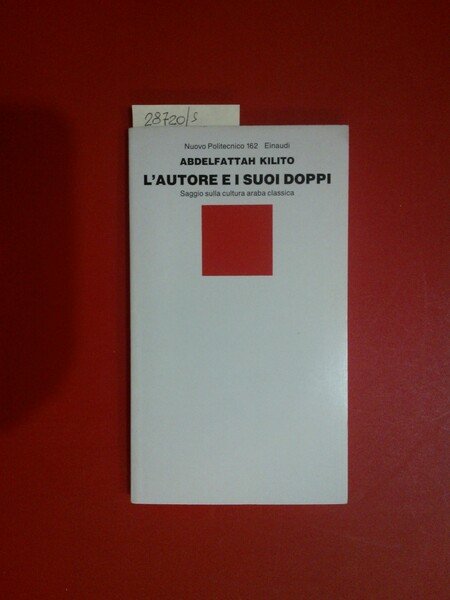 28720/s
Nuovo Politecnico 162 Einaudi
ABDELFATTAH KILITO
L'AUTORE E I SUOI DOPPI
Saggio sulla cultura araba classica